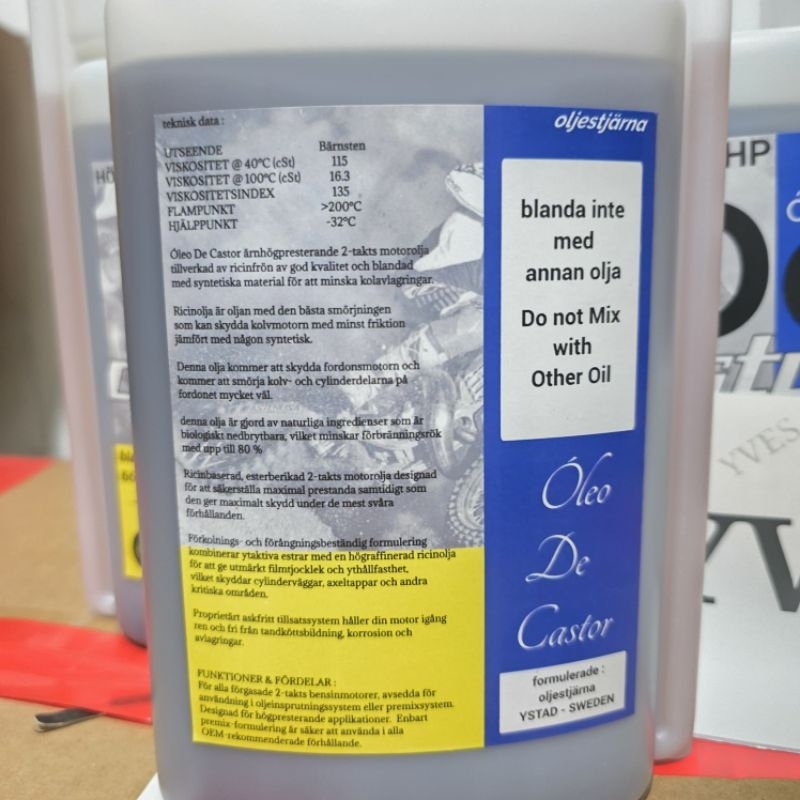 teknisk data :
UTSEENDE Bärnsten
VISKOSITET @ 40ºC (cSt) 115
VISKOSITET @ 100ºC (cSt) 16.3
VISKOSITETSINDEX 135
FLAMPUNKT >200ºC
HJÄLPPUNKT -32ºC
Óleo De Castor ärnhögpresterande 2-takts motorolja
tillverkad av ricinfrön av god kvalitet och blandad
med syntetiska material för att minska kolavlagringar.
Ricinolja är oljan med den bästa smörjningen
som kan skydda kolvmotorn med minst friktion
jämfört med någon syntetisk.
Denna olja kommer att skydda fordonsmotorn och
kommer att smörja kolv- och cylinderdelarna på
fordonet mycket väl.
denna olja är gjord av naturliga ingredienser som är
biologiskt nedbrytbara, vilket minskar förbränningsrök
med upp till 80 %
Ricinbaserad, esterberikad 2-takts motorolja designad
för att säkerställa maximal prestanda samtidigt som
den ger maximalt skydd under de mest svåra
förhållanden.
Förkolnings- och förångningsbeständig formulering
kombinerar ytaktiva estrar med en högraffinerad ricinolja
för att ge utmärkt filmtjocklek och ythållfasthet,
vilket skyddar cylinderväggar, axeltappar och andra
kritiska områden.
Proprietärt askfritt tillsatssystem håller din motor igång
ren och fri från tandköttsbildning, korrosion och
avlagringar.
FUNKTIONER & FÖRDELAR :
För alla förgasade 2-takts bensinmotorer, avsedda för
användning i oljeinsprutningssystem eller premixsystem.
Designad för högpresterande applikationer. Enbart
premix-formulering är säker att använda i alla
OEM-rekommenderade förhållande.
oljestjärna
blanda inte
med
annan olja
Do not Mix
with
Other Oil
Óleo
De
Castor
formulerade :
oljestjärna
YSTAD - SWEDEN
HP
YVES